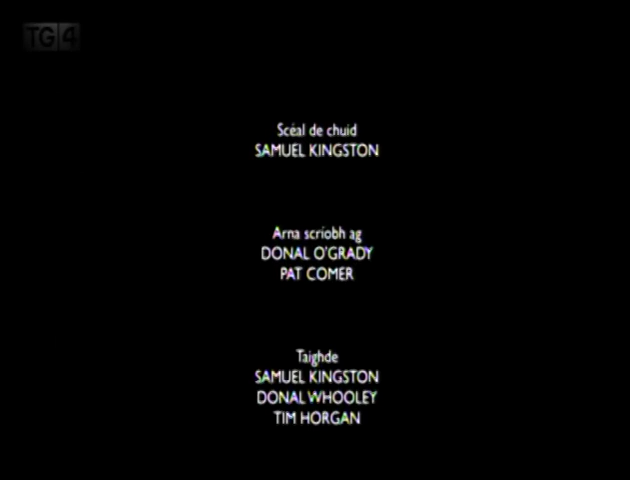 TG4
Scéal de chuid
SAMUEL KINGSTON
Arna scríobh ag
DONAL O'GRADY
PAT COMER
Taighde
SAMUEL KINGSTON
DONAL WHOOLEY
TIM HORGAN